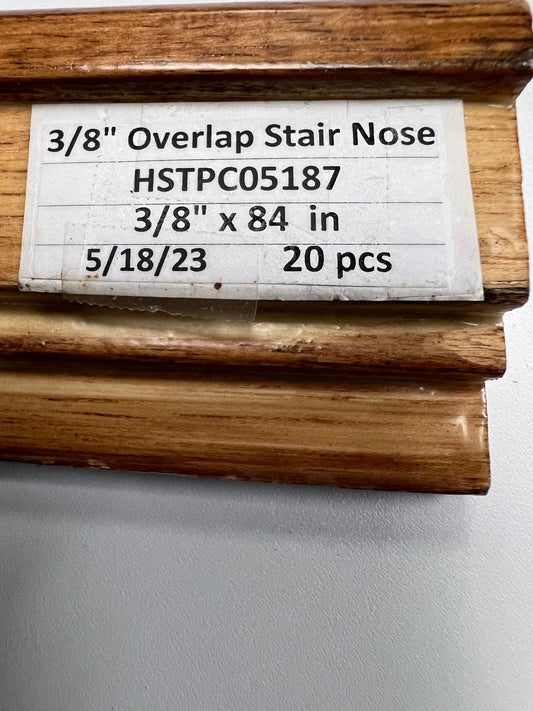 3/8" Overlap Stair Nose
HSTPC05187
3/8" x 84 in
5/18/23 20 pcs